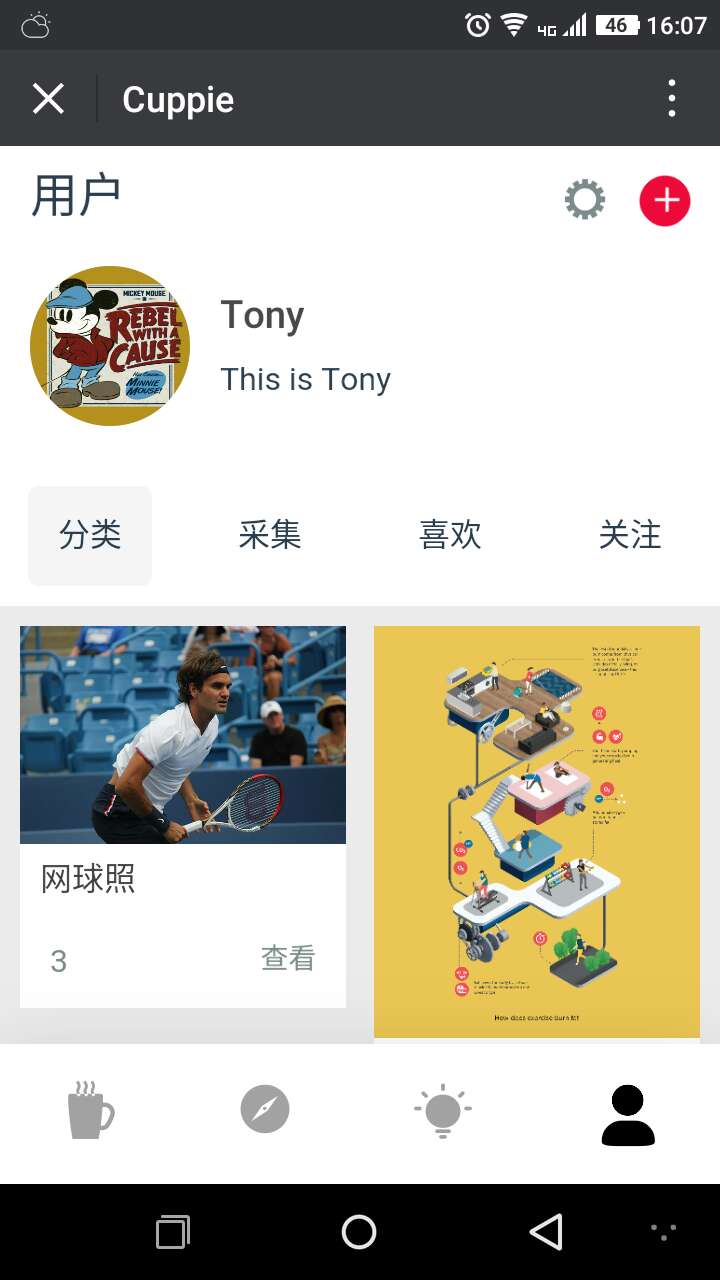 4G 46 16:07
Cuppie
用户
MICKEY MOUSE
REBEL
WITH A
CAUSE
MINNIE
MOUSE!
Tony
This is Tony
分类 采集 喜欢 关注
网球照
3 查看
How does exercise burn fat